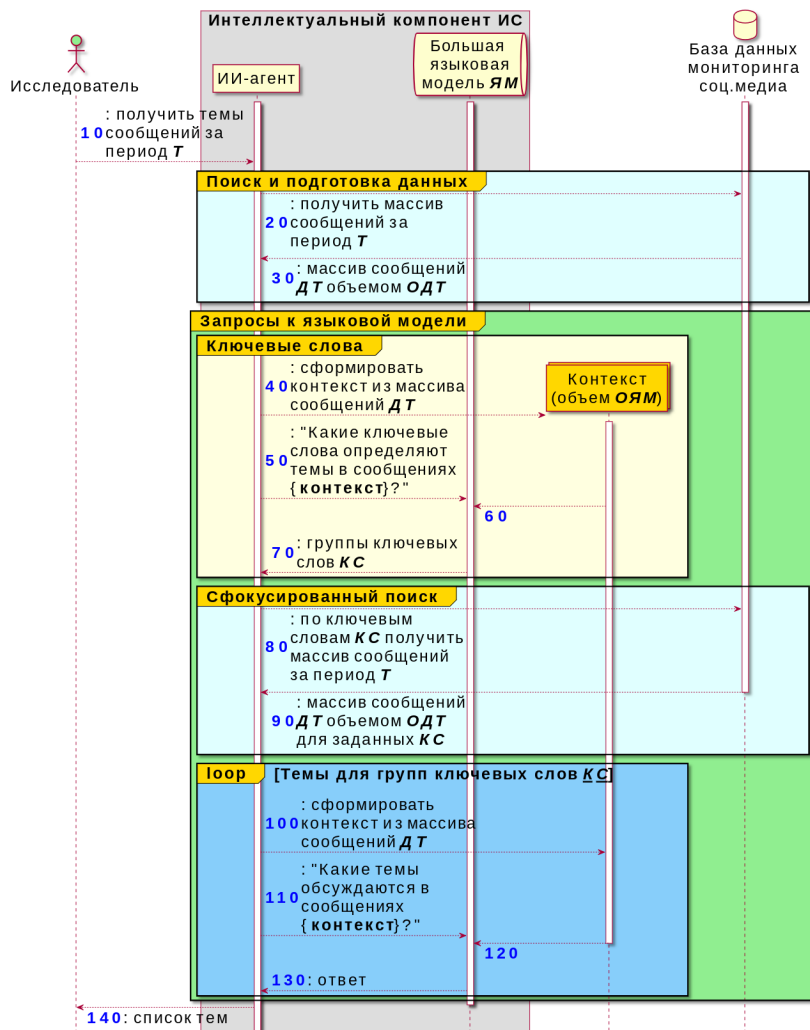 Интеллектуальный компонент ИС
Исследователь
ИИ-агент
Большая
языковая
модель ЯМ
База данных
мониторинга
соц.медиа
: получить темы
10 сообщений за
период Т
Поиск и подготовка данных
: получить массив
20 сообщений за
период Т
: массив сообщений
30 ДТ объемом ОДТ
Запросы к языковой модели
Ключевые слова
: сформировать
40 контекст из массива
сообщений ДТ
Контекст
(объем ОЯМ)
: "Какие ключевые
50 слова определяют
темы в сообщениях
{контекст}?"
60
70 : группы ключевых
слов КС
Сфокусированный поиск
: по ключевым
80 словам КС получить
массив сообщений
за период Т
: массив сообщений
90 ДТ объемом ОДТ
для заданных КС
loop [Темы для групп ключевых слов КС]
: сформировать
100 контекст из массива
сообщений ДТ
: "Какие темы
110 обсуждаются в
сообщениях
{контекст}?"
120
130 : ответ
140 : список тем